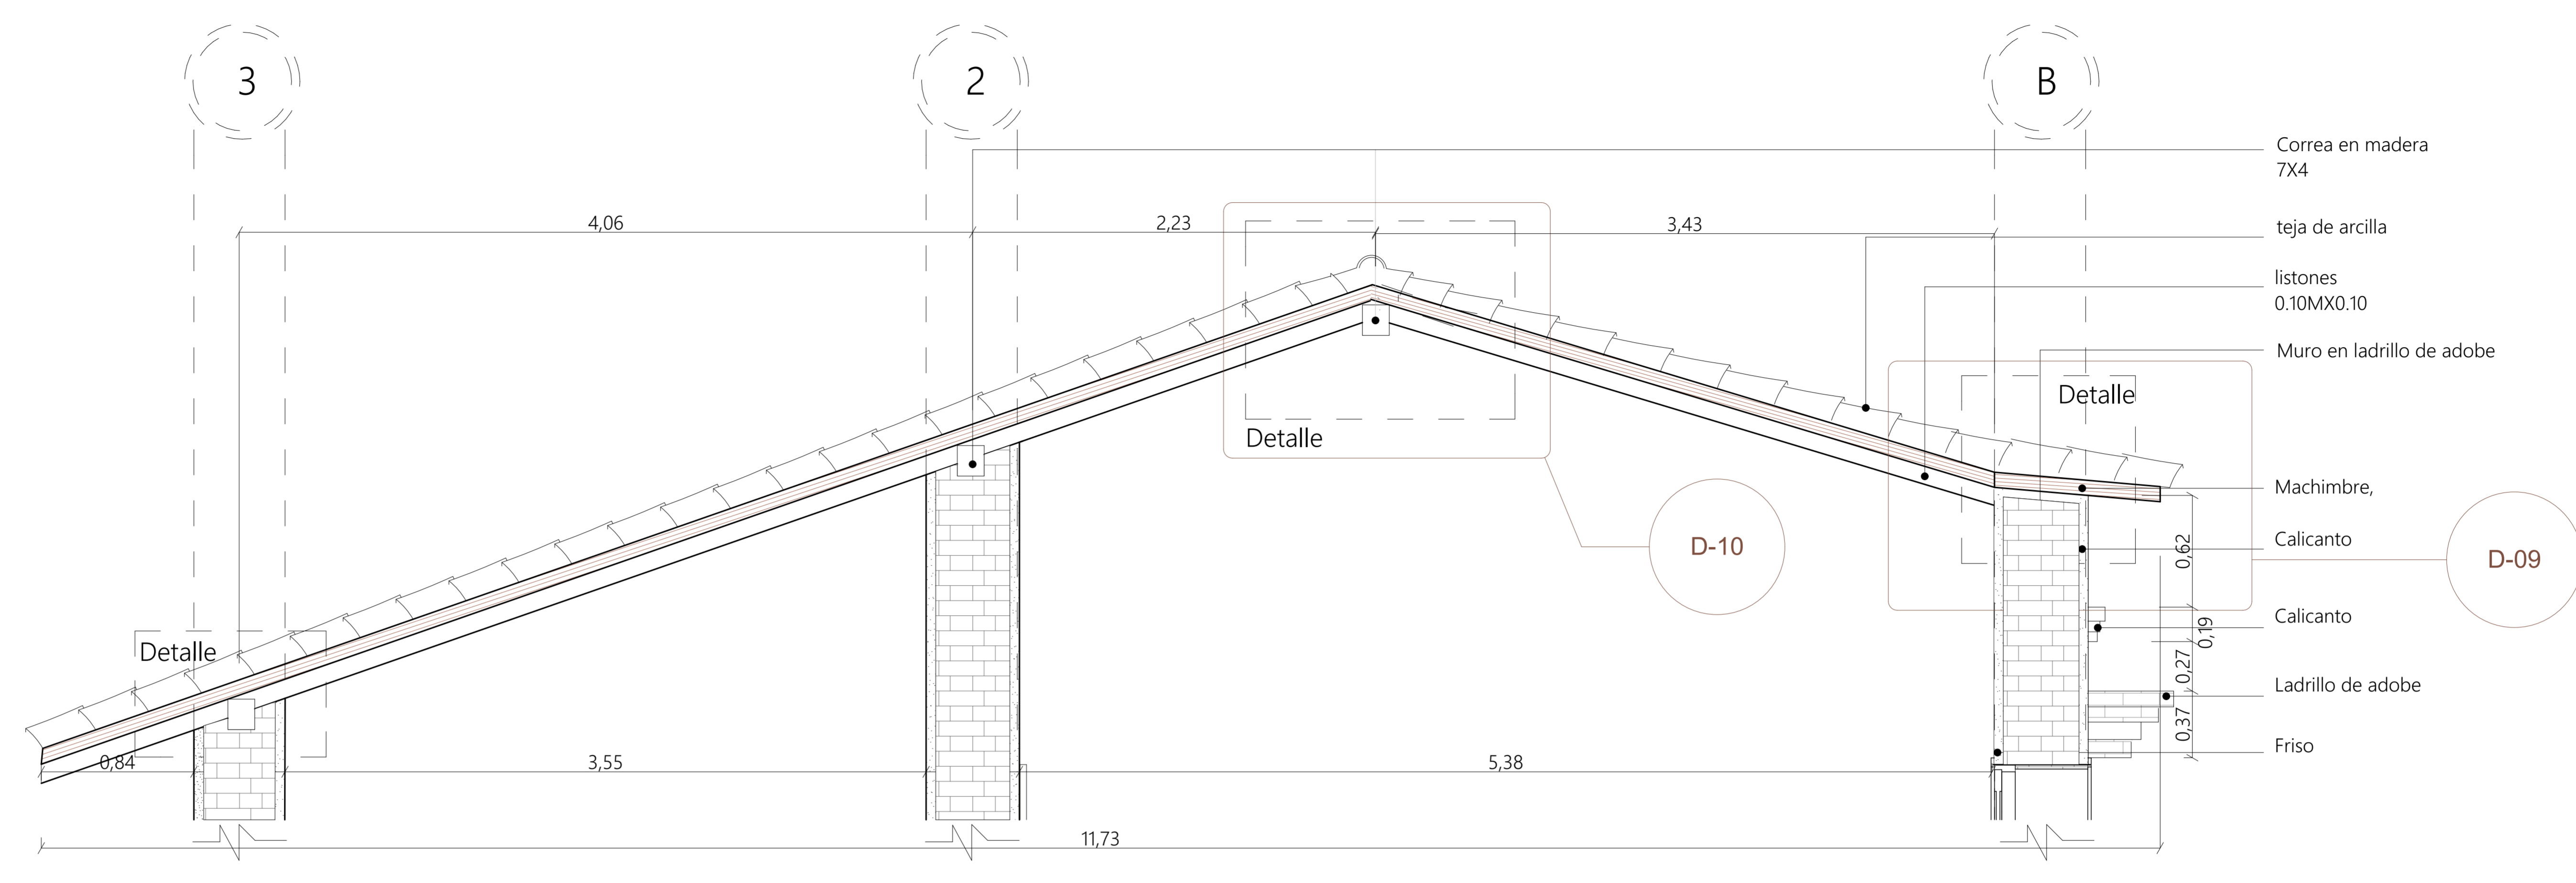 3
2
B
Correa en madera
7X4
4,06
2,23
3,43
teja de arcilla
listones
0.10MX0.10
Muro en ladrillo de adobe
Detalle
Detalle
Machimbre,
Calicanto
D-10
0,62
D-09
Calicanto
0,19
Detalle
0,27
Ladrillo de adobe
0,37
Friso
0,84
3,55
5,38
11,73